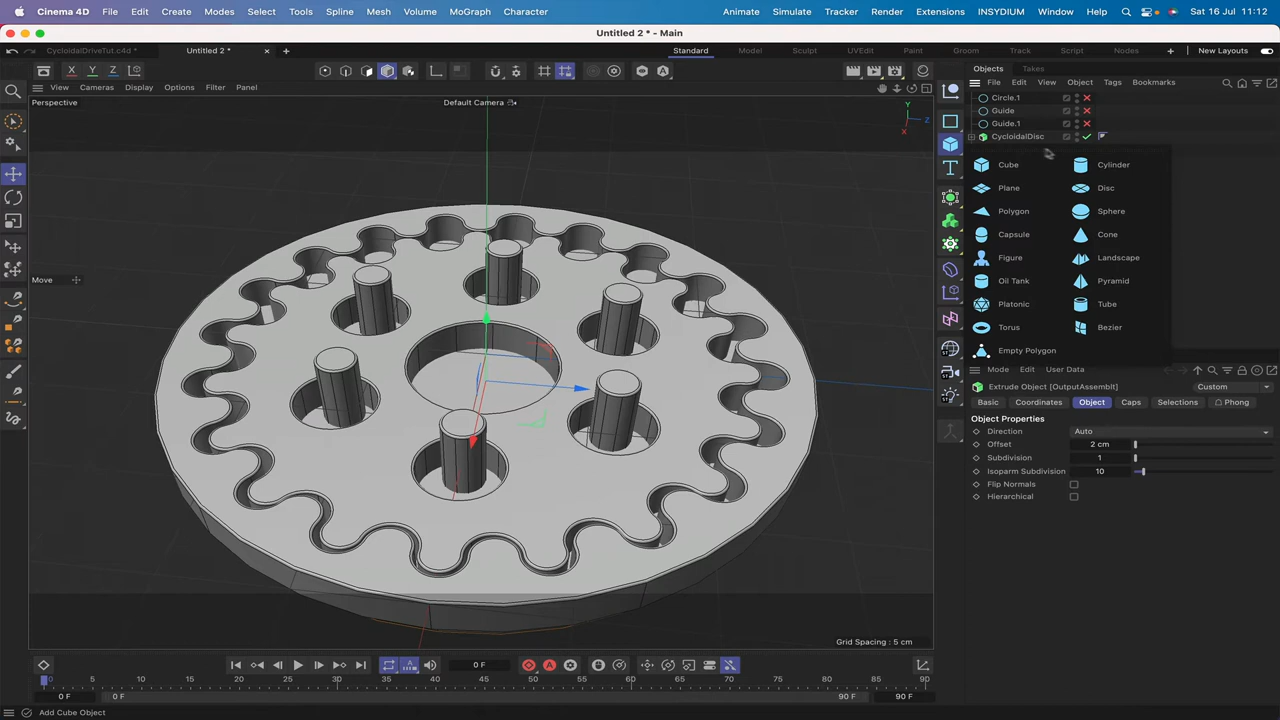 Cinema 4D File Edit Create Modes Select Tools Spline Mesh Volume MoGraph Character Animate Simulate Tracker Render Extensions INSYDIUM Window Help Sat 16 Jul 11:12
Untitled 2 * - Main
CycloidalDriveTut.c4d * Untitled 2 * Standard Model Sculpt UVEdit Paint Groom Track Script Nodes New Layouts
X Y Z
Objects Takes
View Cameras Display Options Filter Panel
File Edit View Object Tags Bookmarks
Perspective
Default Camera
Circle.1
Guide
Guide.1
CycloidalDisc
Y
Z
X
Cube Cylinder
Plane Disc
Polygon Sphere
Capsule Cone
Figure Landscape
Oil Tank Pyramid
Platonic Tube
Torus Bezier
Empty Polygon
Move
Mode Edit User Data
Extrude Object [OutputAssemblt] Custom
Basic Coordinates Object Caps Selections Phong
Object Properties
Direction Auto
Offset 2 cm
Subdivision 1
Isoparm Subdivision 10
Flip Normals
Hierarchical
ST
ST
ST
Grid Spacing : 5 cm
0 F
0 5 10 15 20 25 30 35 40 45 50 55 60 65 70 75 80 85 90
0 F 0 F 90 F 90 F
Add Cube Object